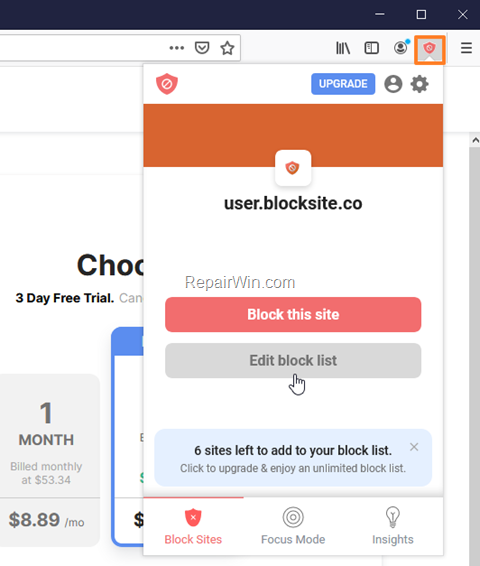 UPGRADE
user.blocksite.co
Choo
3 Day Free Trial. Canc
RepairWin.com
Block this site
Edit block list
1
MONTH
Billed monthly
at $53.34
$8.89 /mo
6 sites left to add to your block list.
Click to upgrade & enjoy an unlimited block list.
Block Sites
Focus Mode
Insights